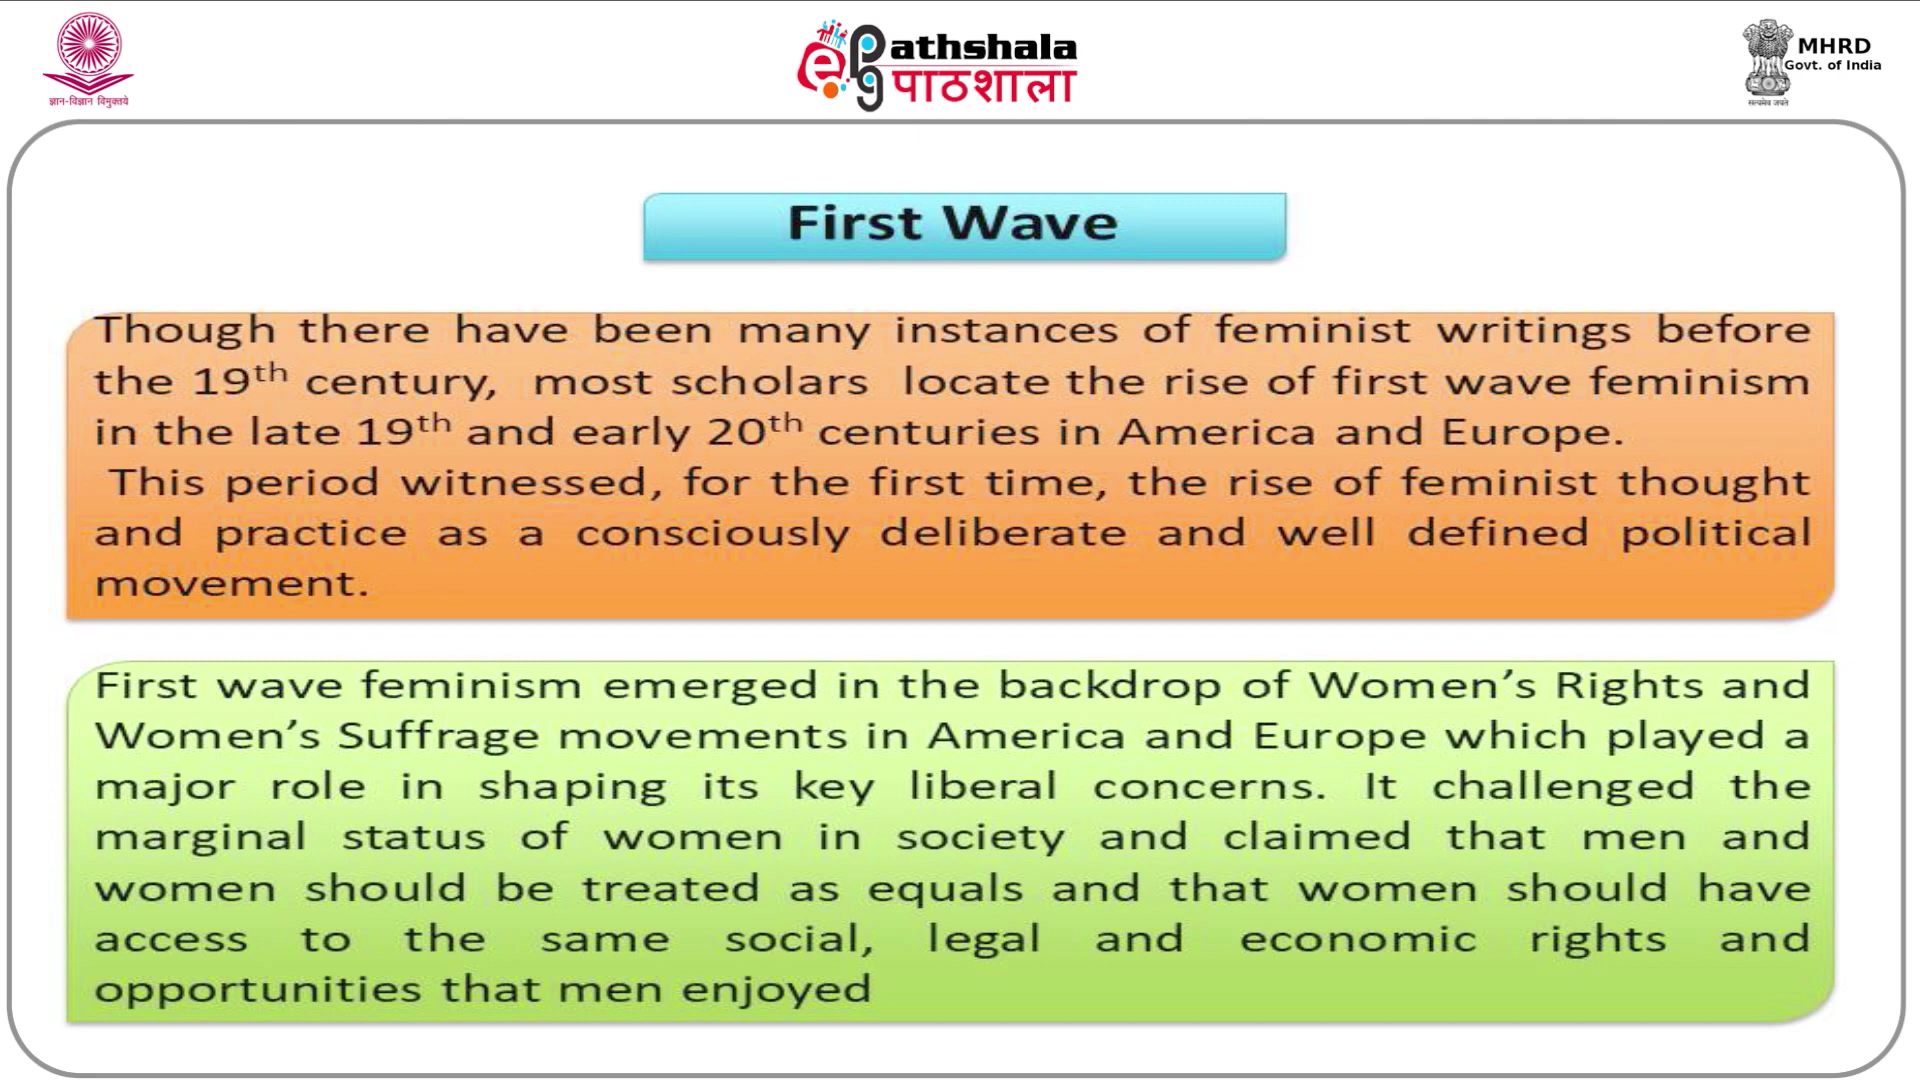 ज्ञान-विज्ञान विमुक्तये
e pg Pathshala
पाठशाला
MHRD
Govt. of India
सत्यमेव जयते
First Wave
Though there have been many instances of feminist writings before
the 19th century, most scholars locate the rise of first wave feminism
in the late 19th and early 20th centuries in America and Europe.
This period witnessed, for the first time, the rise of feminist thought
and practice as a consciously deliberate and well defined political
movement.
First wave feminism emerged in the backdrop of Women’s Rights and
Women’s Suffrage movements in America and Europe which played a
major role in shaping its key liberal concerns. It challenged the
marginal status of women in society and claimed that men and
women should be treated as equals and that women should have
access to the same social, legal and economic rights and
opportunities that men enjoyed